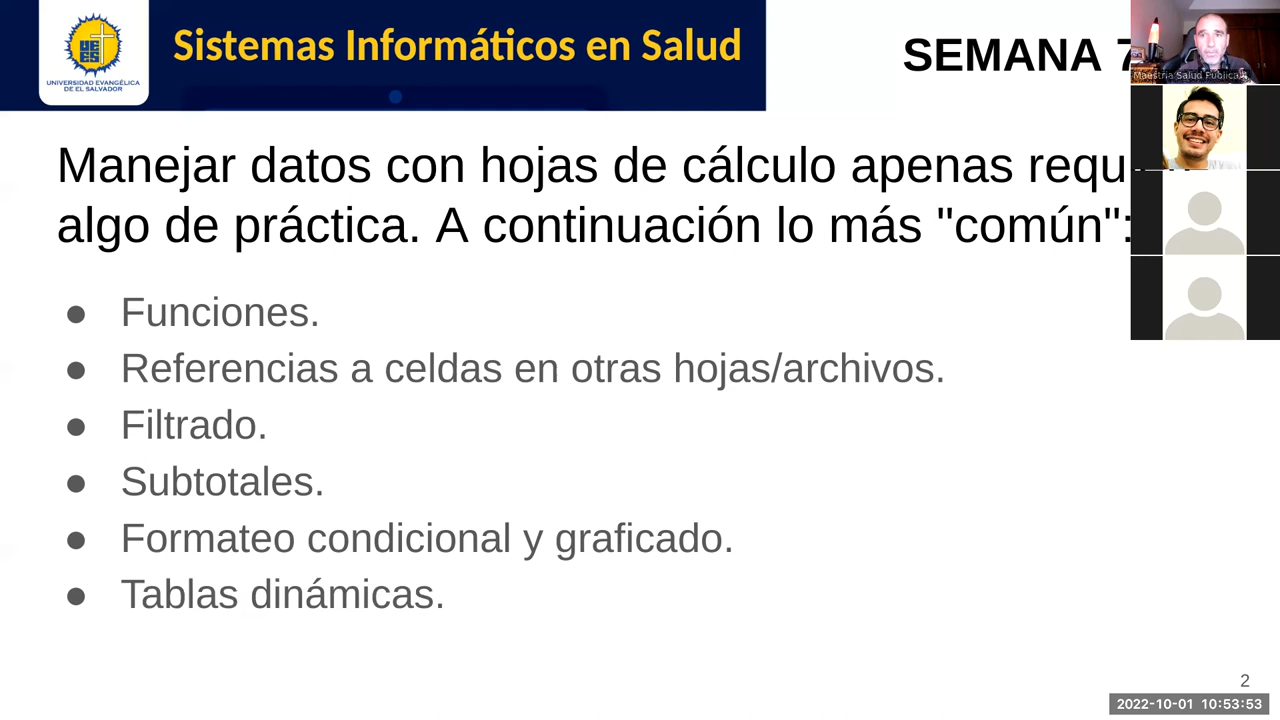 Sistemas Informáticos en Salud
UNIVERSIDAD EVANGÉLICA
DE EL SALVADOR
SEMANA 7
Maestria Salud Publica
Manejar datos con hojas de cálculo apenas
algo de práctica. A continuación lo más "común":
● Funciones.
● Referencias a celdas en otras hojas/archivos.
● Filtrado.
● Subtotales.
● Formateo condicional y graficado.
● Tablas dinámicas.
2
2022-10-01 10:53:53